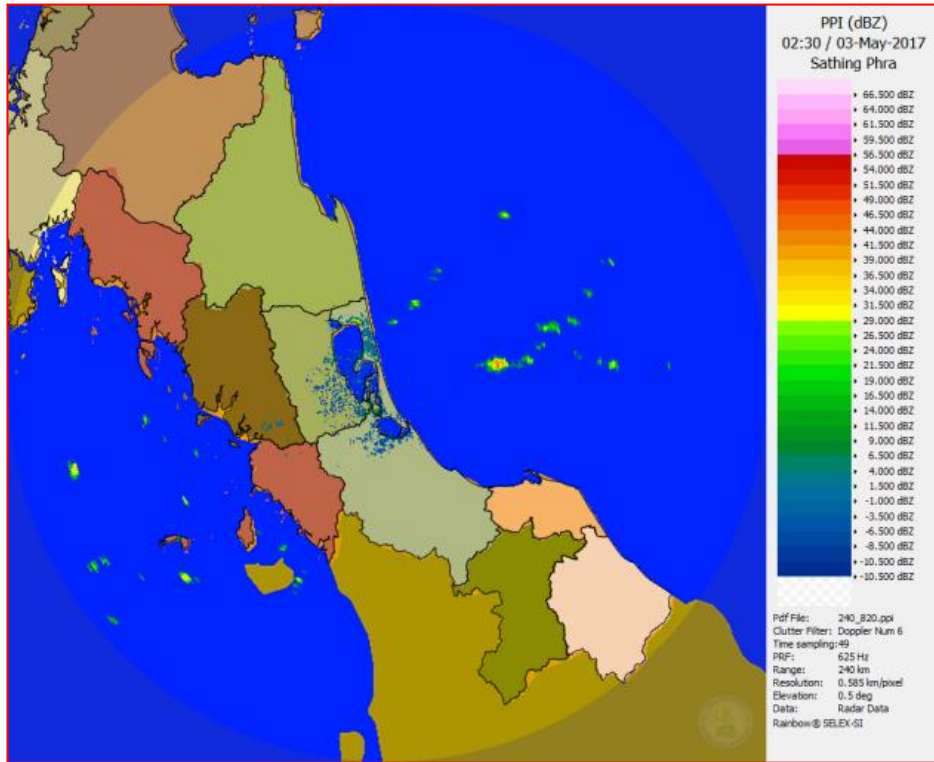 PPI (dBZ)
02:30 / 03-May-2017
Sathing Phra
66.500 dBZ
64.000 dBZ
61.500 dBZ
59.500 dBZ
56.500 dBZ
54.000 dBZ
51.500 dBZ
49.000 dBZ
46.500 dBZ
44.000 dBZ
41.500 dBZ
39.000 dBZ
36.500 dBZ
34.000 dBZ
31.500 dBZ
29.000 dBZ
26.500 dBZ
24.000 dBZ
21.500 dBZ
19.000 dBZ
16.500 dBZ
14.000 dBZ
11.500 dBZ
9.000 dBZ
6.500 dBZ
4.000 dBZ
1.500 dBZ
-1.000 dBZ
-3.500 dBZ
-6.500 dBZ
-8.500 dBZ
-10.500 dBZ
-10.500 dBZ
Pdf File: 240_820.ppi
Clutter Filter: Doppler Num 6
Time sampling:49
PRF: 625 Hz
Range: 240 km
Resolution: 0.585 km/pixel
Elevation: 0.5 deg
Data: Radar Data
Rainbow® SELEX-SI